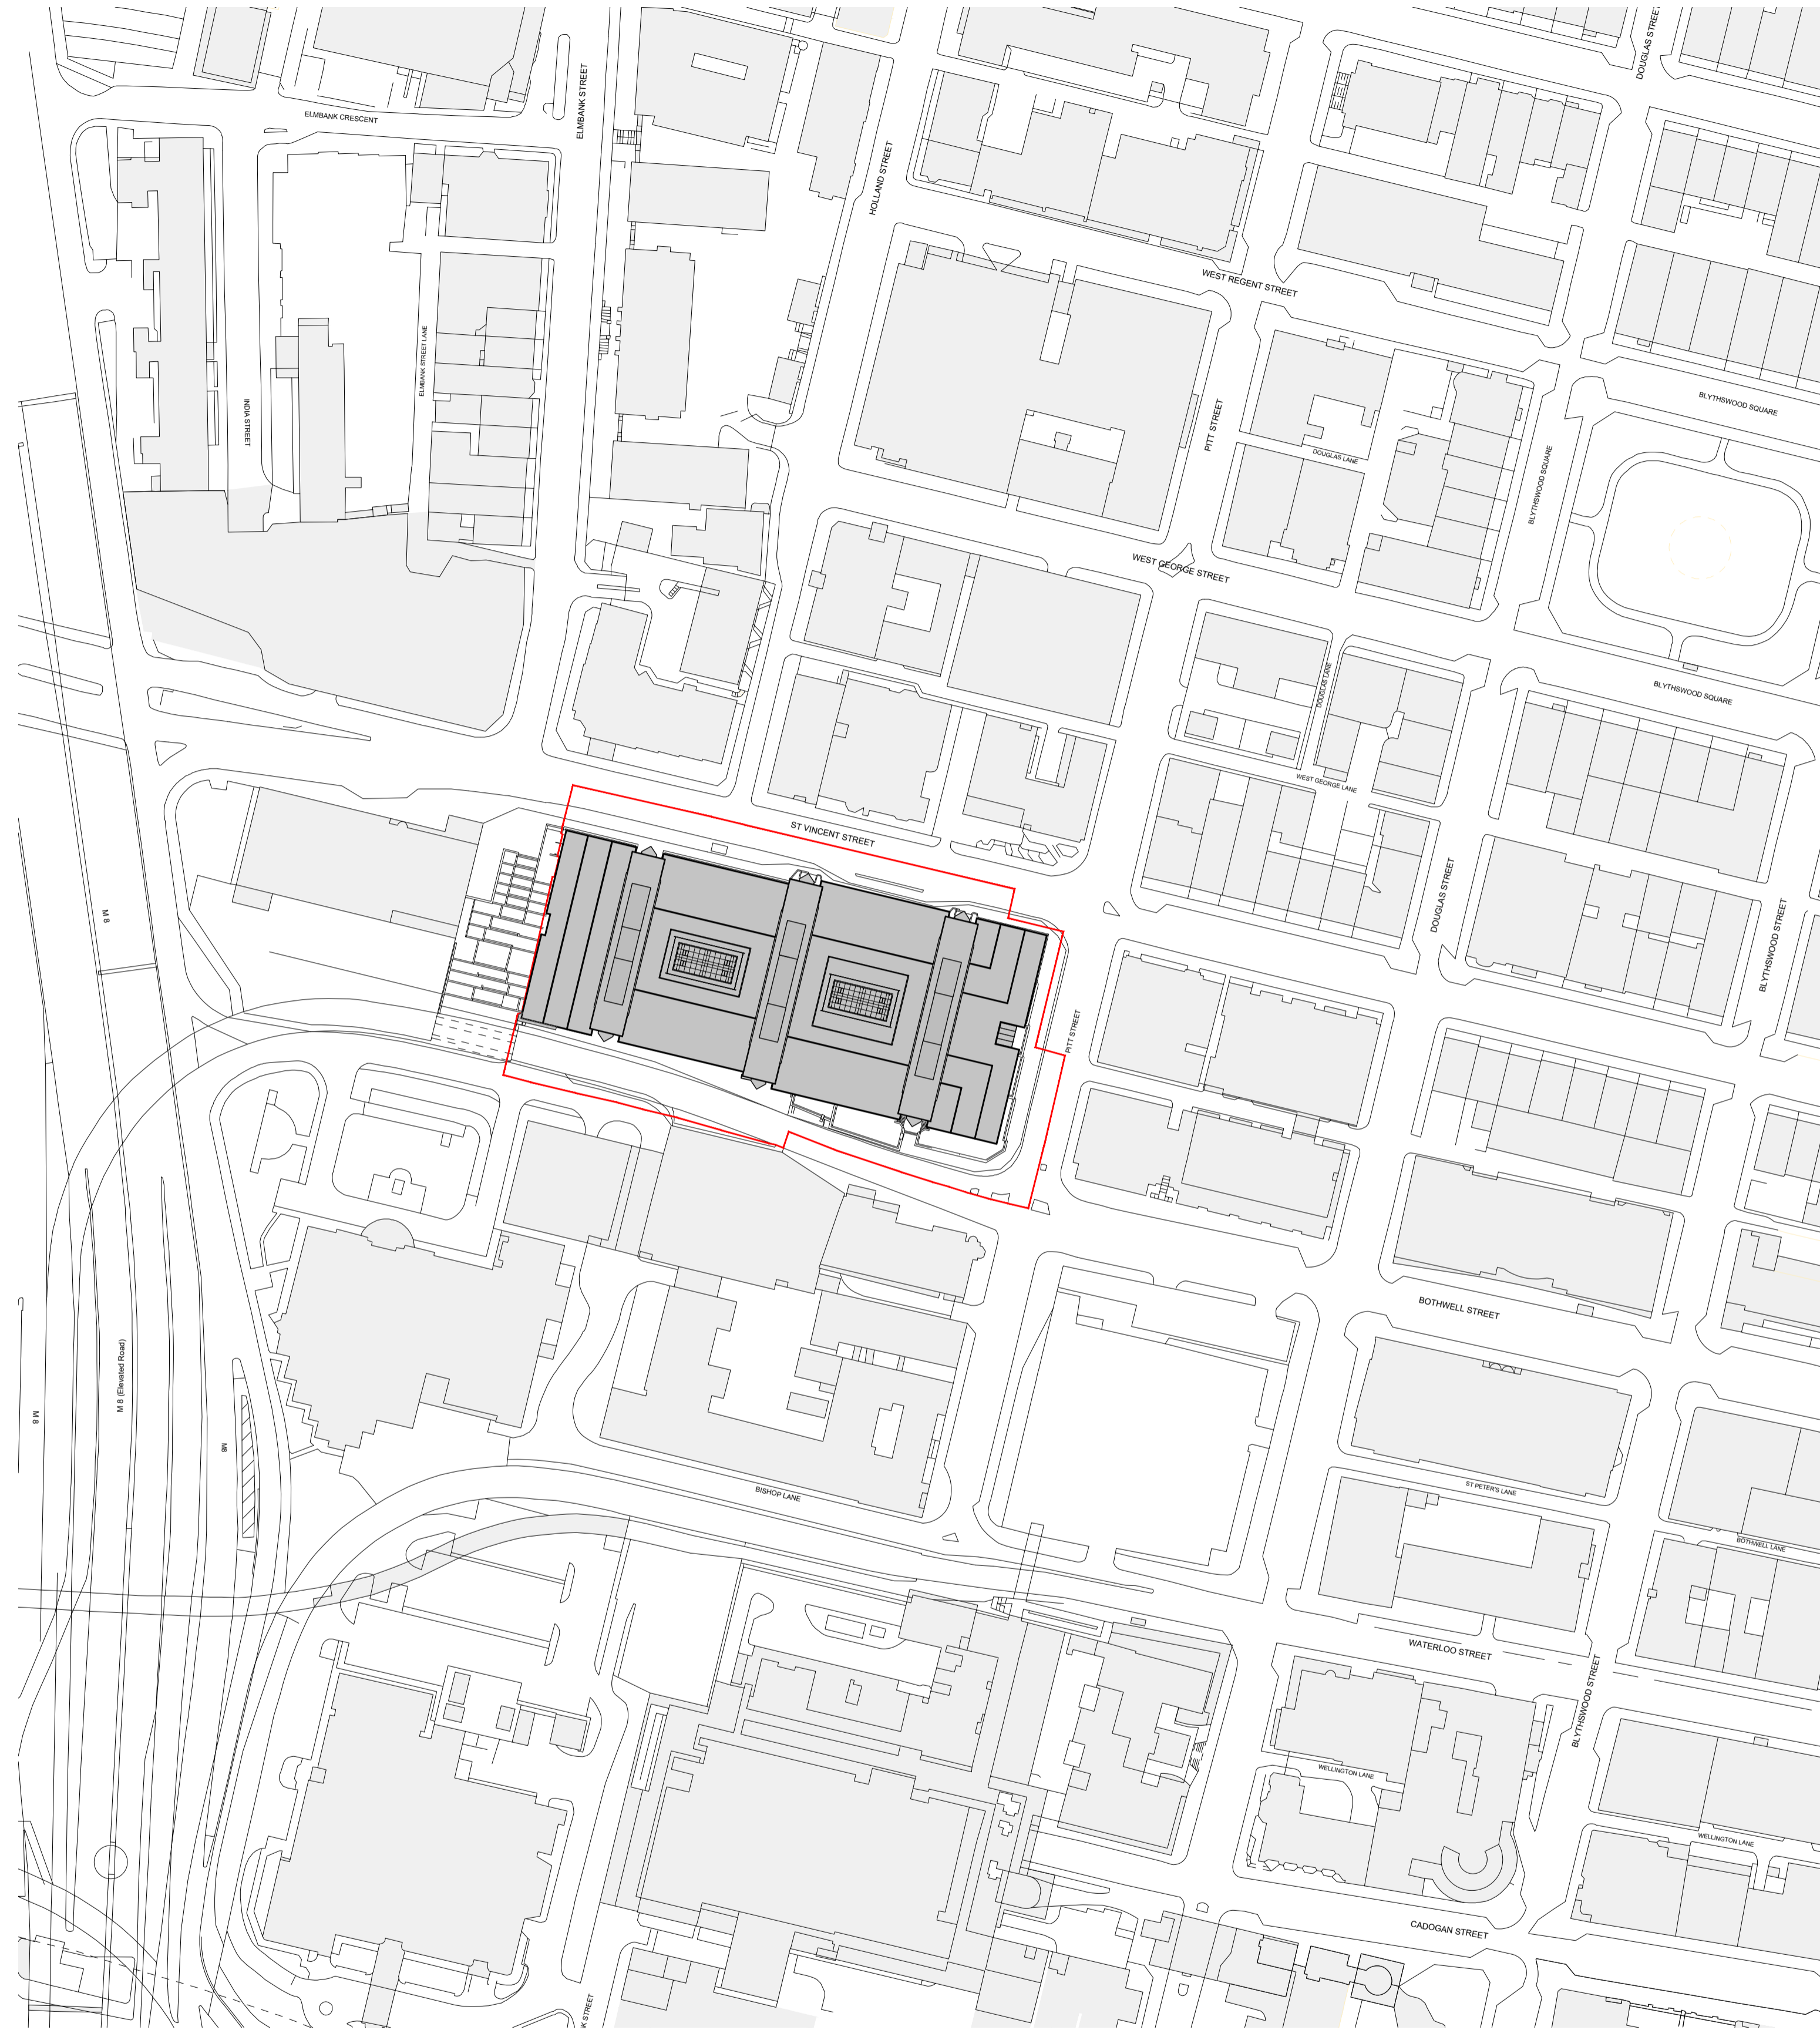 DOUGLAS STREET
ELMBANK STREET
ELMBANK CRESCENT
HOLLAND STREET
WEST REGENT STREET
ELMBANK STREET LANE
INDIA STREET
BLYTHSWOOD SQUARE
PITT STREET
DOUGLAS LANE
BLYTHSWOOD SQUARE
WEST GEORGE STREET
DOUGLAS LANE
BLYTHSWOOD SQUARE
WEST GEORGE LANE
ST VINCENT STREET
DOUGLAS STREET
M 8
BLYTHSWOOD STREET
PITT STREET
BOTHWELL STREET
M 8 (Elevated Road)
M 8
M8
ST PETER'S LANE
BISHOP LANE
BOTHWELL LANE
WATERLOO STREET
BLYTHSWOOD STREET
WELLINGTON LANE
WELLINGTON LANE
CADOGAN STREET
K STREET